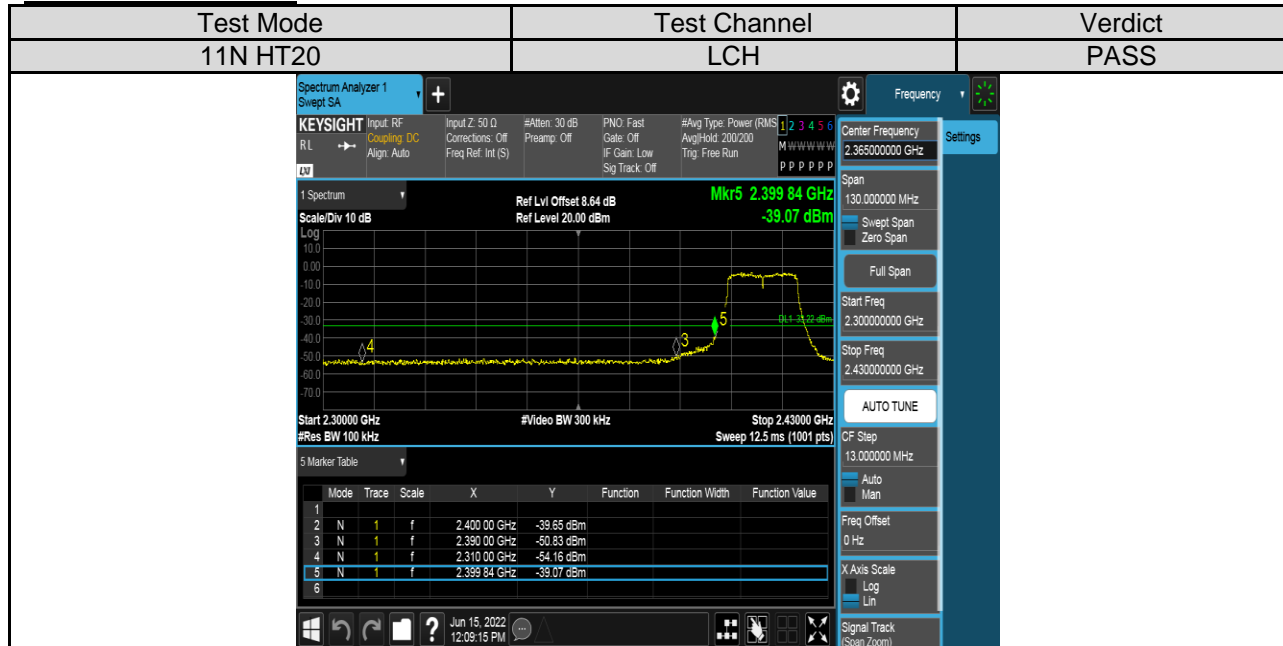 Test Mode Test Channel Verdict
11N HT20 LCH PASS
Spectrum Analyzer 1
Swept SA
Frequency
KEYSIGHT Input: RF Input Z: 50 Ω #Atten: 30 dB PNO: Fast #Avg Type: Power (RMS 1 2 3 4 5 6
RL Coupling: DC Corrections: Off Preamp: Off Gate: Off Avg|Hold: 200/200 M W W W W W
Align: Auto Freq Ref: Int (S) IF Gain: Low Trig: Free Run
LXI Sig Track: Off P P P P P P
Center Frequency
2.365000000 GHz
Settings
1 Spectrum
Ref Lvl Offset 8.64 dB
Mkr5 2.399 84 GHz
Scale/Div 10 dB
Ref Level 20.00 dBm
-39.07 dBm
Log
10.0
0.00
-10.0
-20.0
-30.0
-40.0
-50.0
-60.0
-70.0
4
3
5
Start 2.30000 GHz #Video BW 300 kHz Stop 2.43000 GHz
#Res BW 100 kHz Sweep 12.5 ms (1001 pts)
Span
130.000000 MHz
Swept Span
Zero Span
Full Span
Start Freq
2.300000000 GHz
Stop Freq
2.430000000 GHz
AUTO TUNE
CF Step
13.000000 MHz
Auto
Man
Freq Offset
0 Hz
X Axis Scale
Log
Lin
Signal Track
(Span Zoom)
5 Marker Table
Mode Trace Scale X Y Function Function Width Function Value
1
2 N 1 f 2.400 00 GHz -39.65 dBm
3 N 1 f 2.390 00 GHz -50.83 dBm
4 N 1 f 2.310 00 GHz -54.16 dBm
5 N 1 f 2.399 84 GHz -39.07 dBm
6
Jun 15, 2022
12:09:15 PM